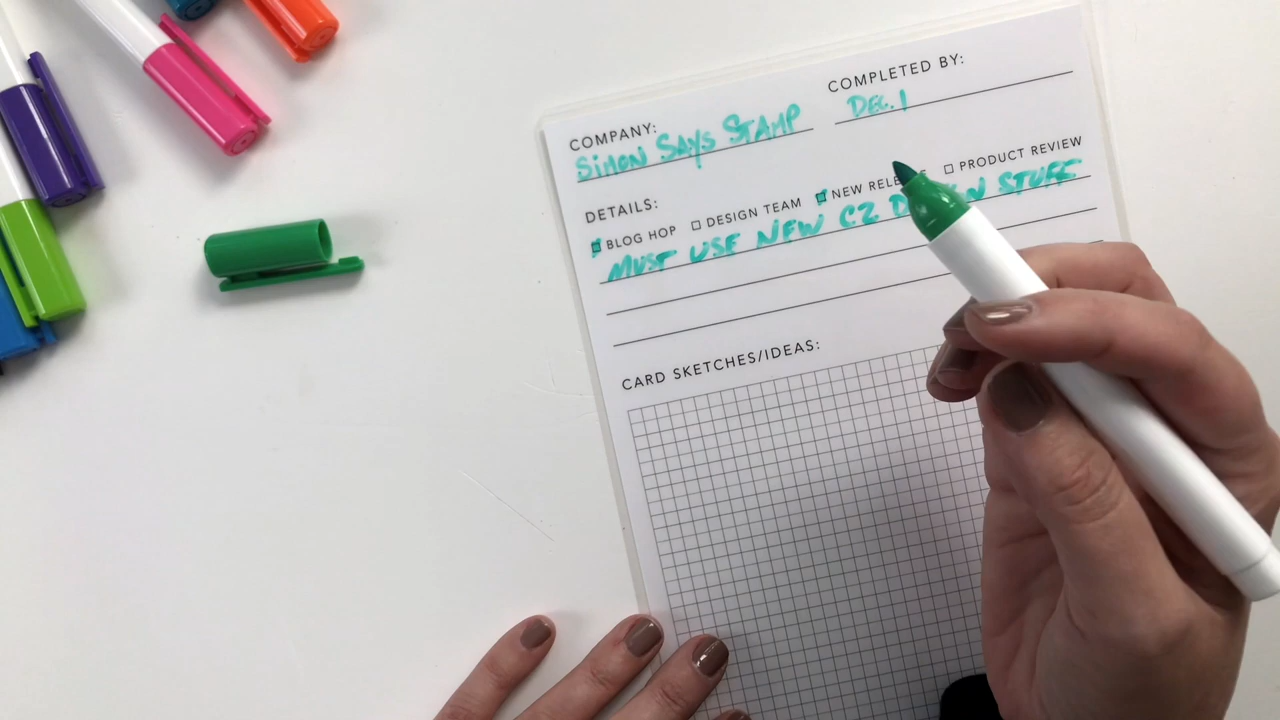 COMPANY:
Simon Says Stamp
COMPLETED BY:
Dec. 1
DETAILS:
BLOG HOP DESIGN TEAM NEW PRODUCT REVIEW
MUST USE NEW CZ STUFF
CARD SKETCHES/IDEAS: